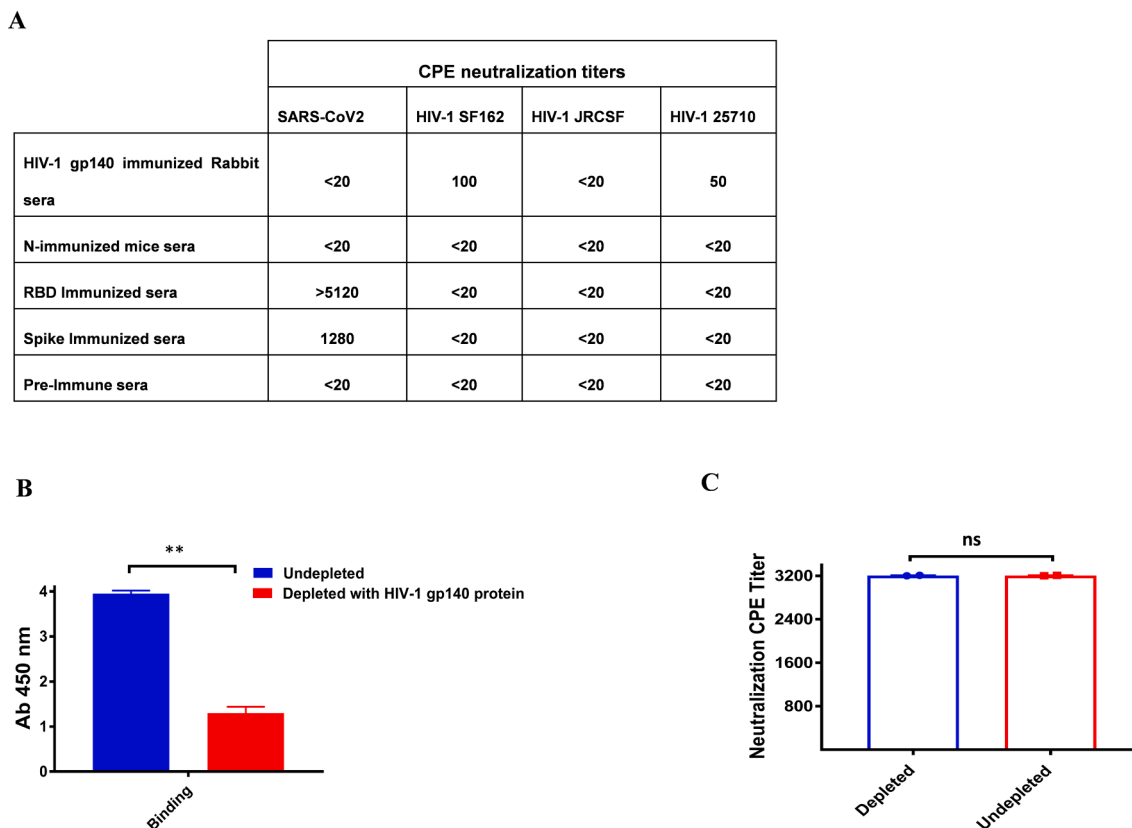 A
CPE neutralization titers
SARS-CoV2 HIV-1 SF162 HIV-1 JRCSF HIV-1 25710
HIV-1 gp140 immunized Rabbit
sera
<20 100 <20 50
N-immunized mice sera <20 <20 <20 <20
RBD Immunized sera >5120 <20 <20 <20
Spike Immunized sera 1280 <20 <20 <20
Pre-Immune sera <20 <20 <20 <20
B
**
Undepleted
Depleted with HIV-1 gp140 protein
Ab 450 nm
4
3
2
1
0
Binding
C
ns
Neutralization CPE Titer
3200
2400
1600
800
Depleted
Undepleted